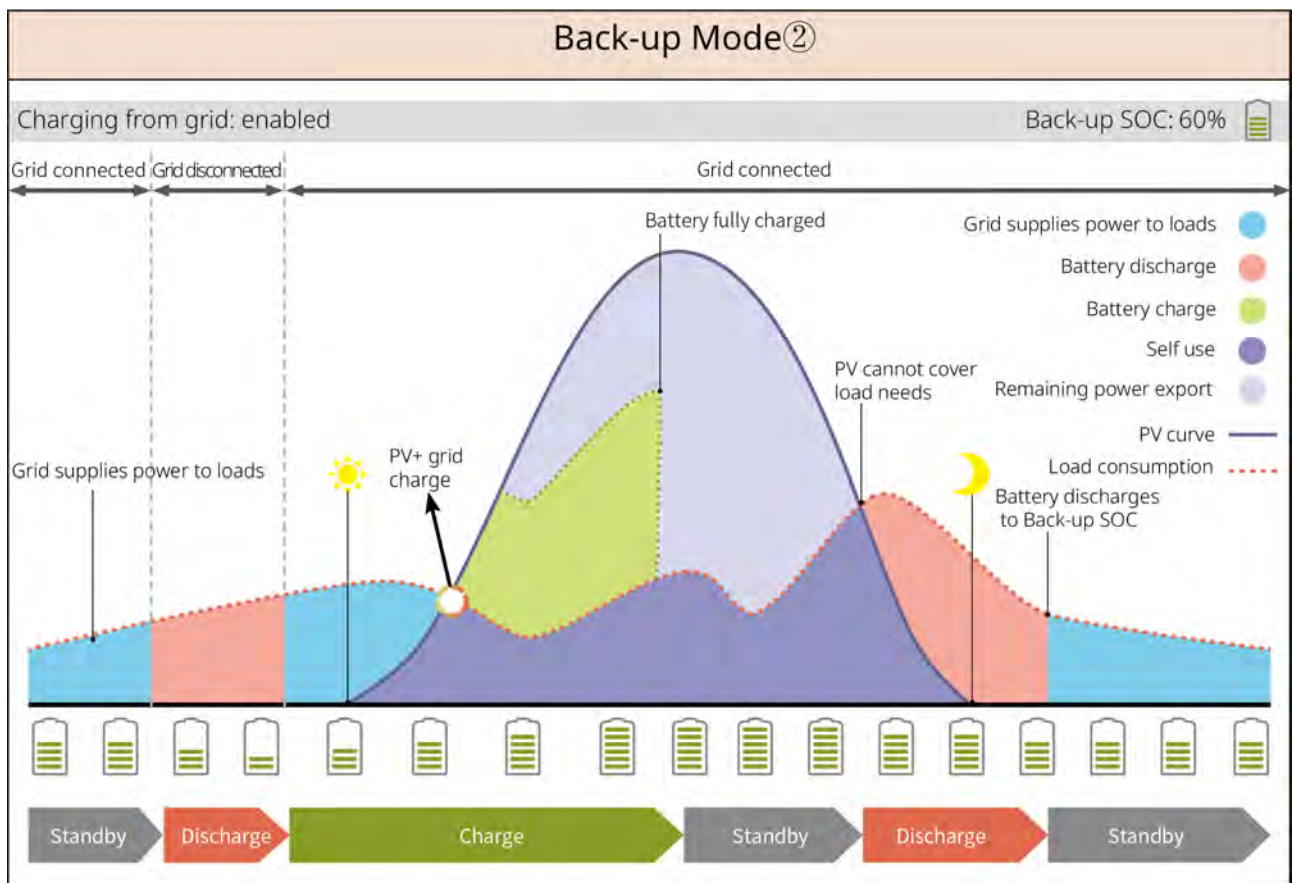 Back-up Mode②
Charging from grid: enabled
Back-up SOC: 60%
Grid connected
Grid disconnected
Grid connected
Battery fully charged
Grid supplies power to loads
Battery discharge
Battery charge
Self use
Remaining power export
PV curve
Load consumption
PV cannot cover
load needs
PV+ grid
charge
Grid supplies power to loads
Battery discharges
to Back-up SOC
Standby
Discharge
Charge
Standby
Discharge
Standby